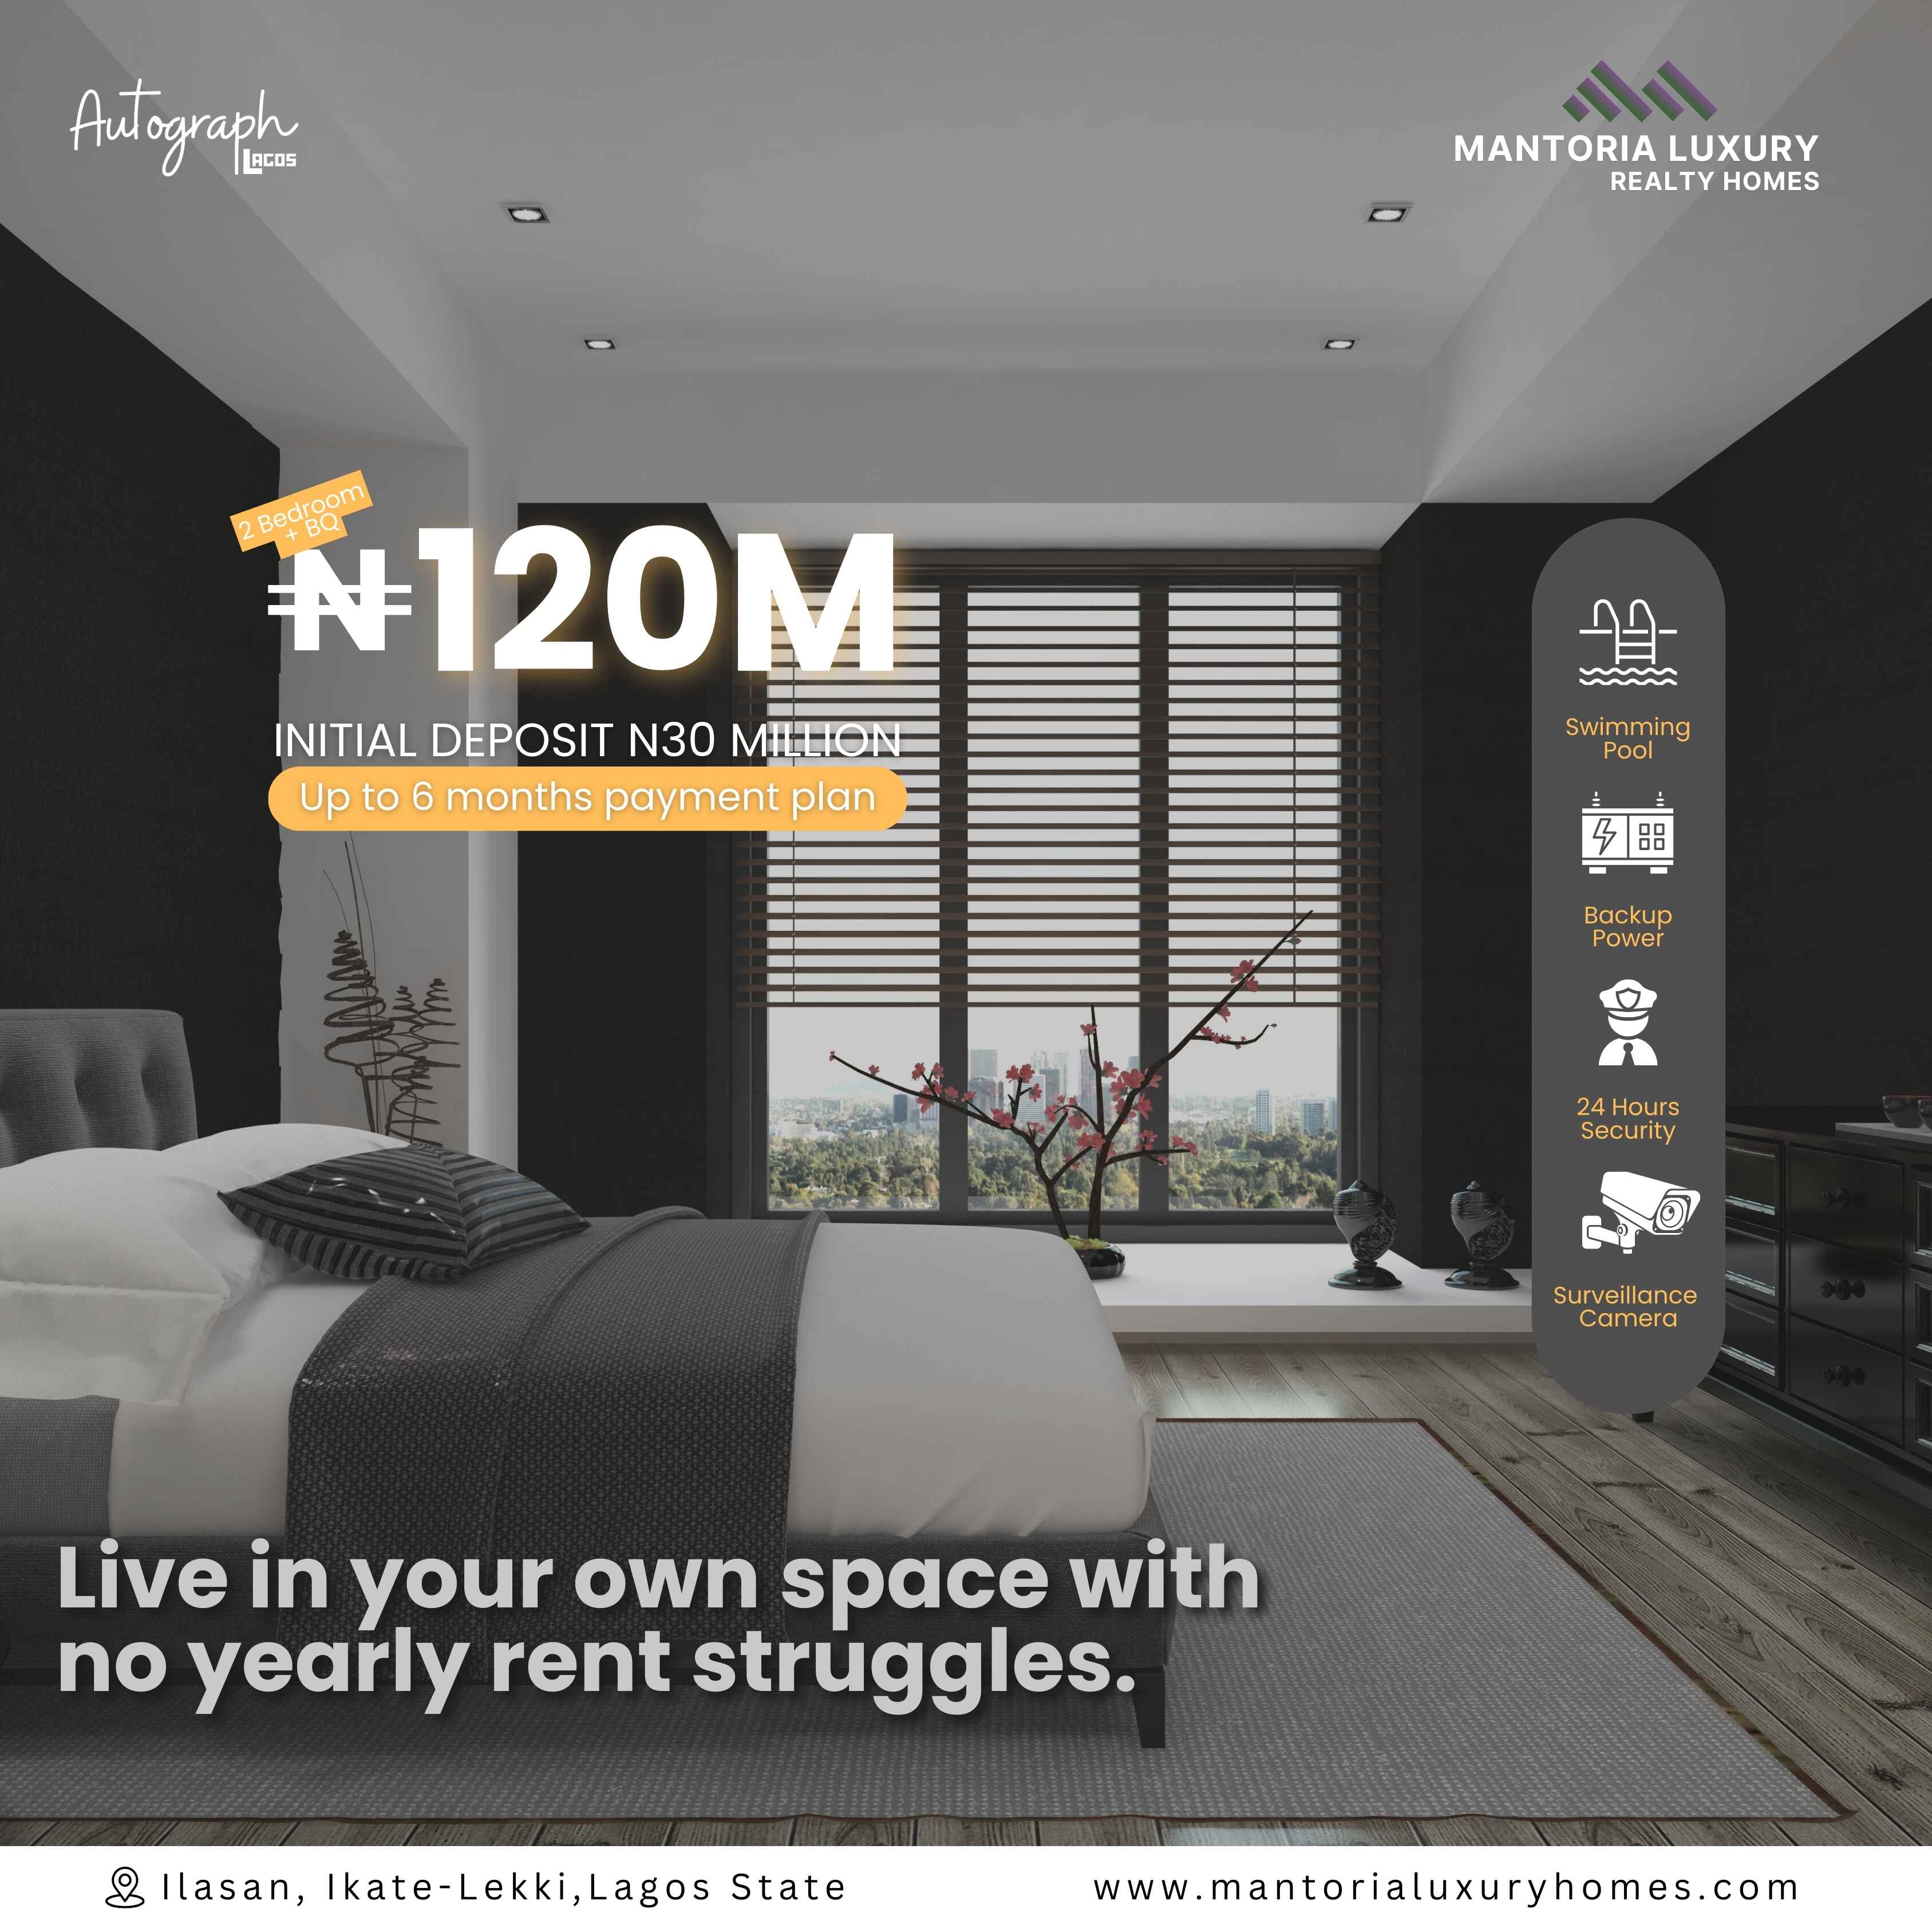 Autograph
LAGOS
MANTORIA LUXURY
REALTY HOMES
2 Bedroom
+ BQ
₦120M
INITIAL DEPOSIT N30 MILLION
Up to 6 months payment plan
Swimming
Pool
Backup
Power
24 Hours
Security
Surveillance
Camera
Live in your own space with
no yearly rent struggles.
Ilasan, Ikate-Lekki,Lagos State
www.mantorialuxuryhomes.com